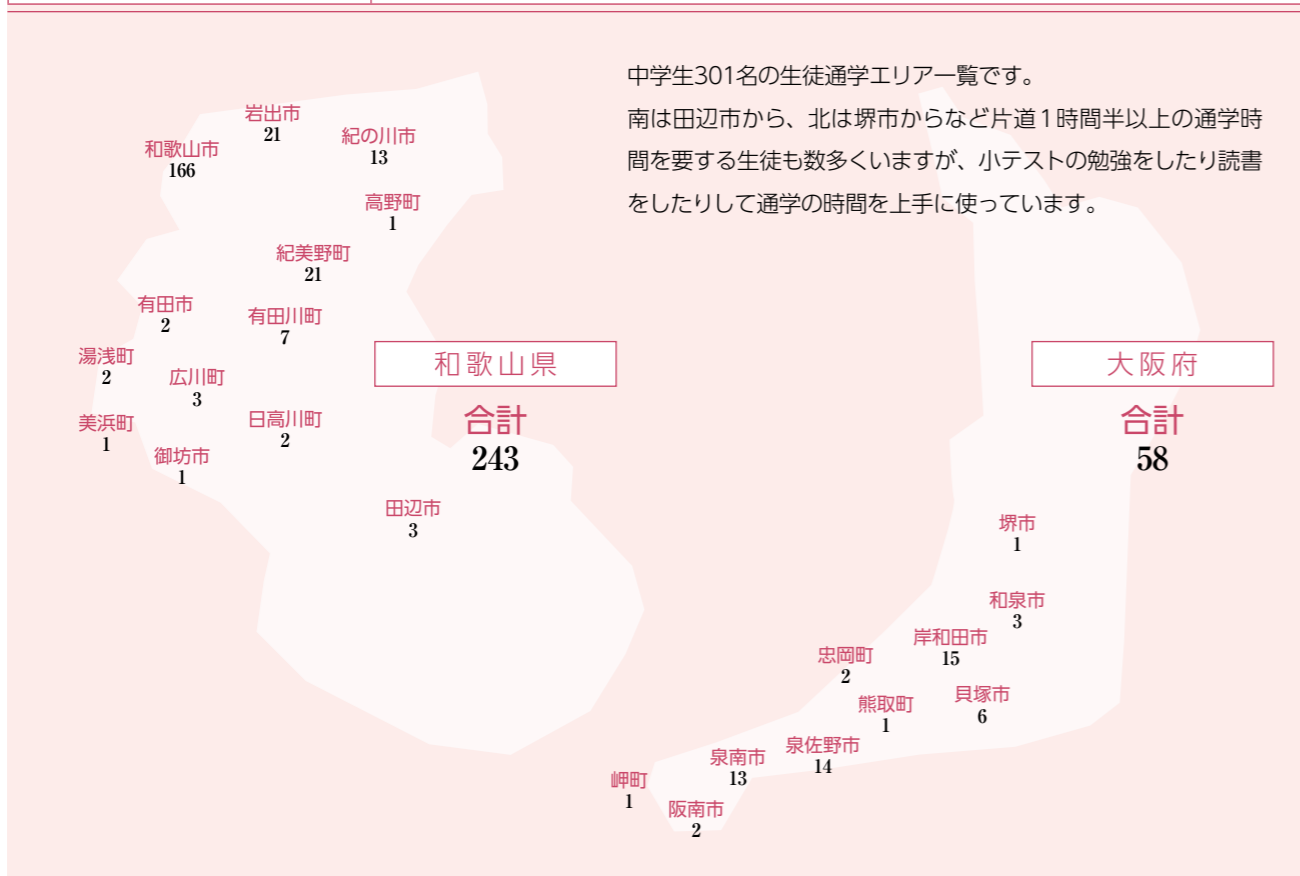 中学生301名の生徒通学エリア一覧です。
南は田辺市から、北は堺市からなど片道1時間半以上の通学時
間を要する生徒も数多くいますが、小テストの勉強をしたり読書
をしたりして通学の時間を上手に使っています。
岩出市
21
和歌山市
166
紀の川市
13
高野町
1
紀美野町
21
有田市
2
有田川町
7
湯浅町
2
広川町
3
美浜町
1
日高川町
2
御坊市
1
田辺市
3
和歌山県
合計
243
大阪府
合計
58
堺市
1
和泉市
3
岸和田市
15
忠岡町
2
貝塚市
6
熊取町
1
泉佐野市
14
泉南市
13
岬町
1
阪南市
2